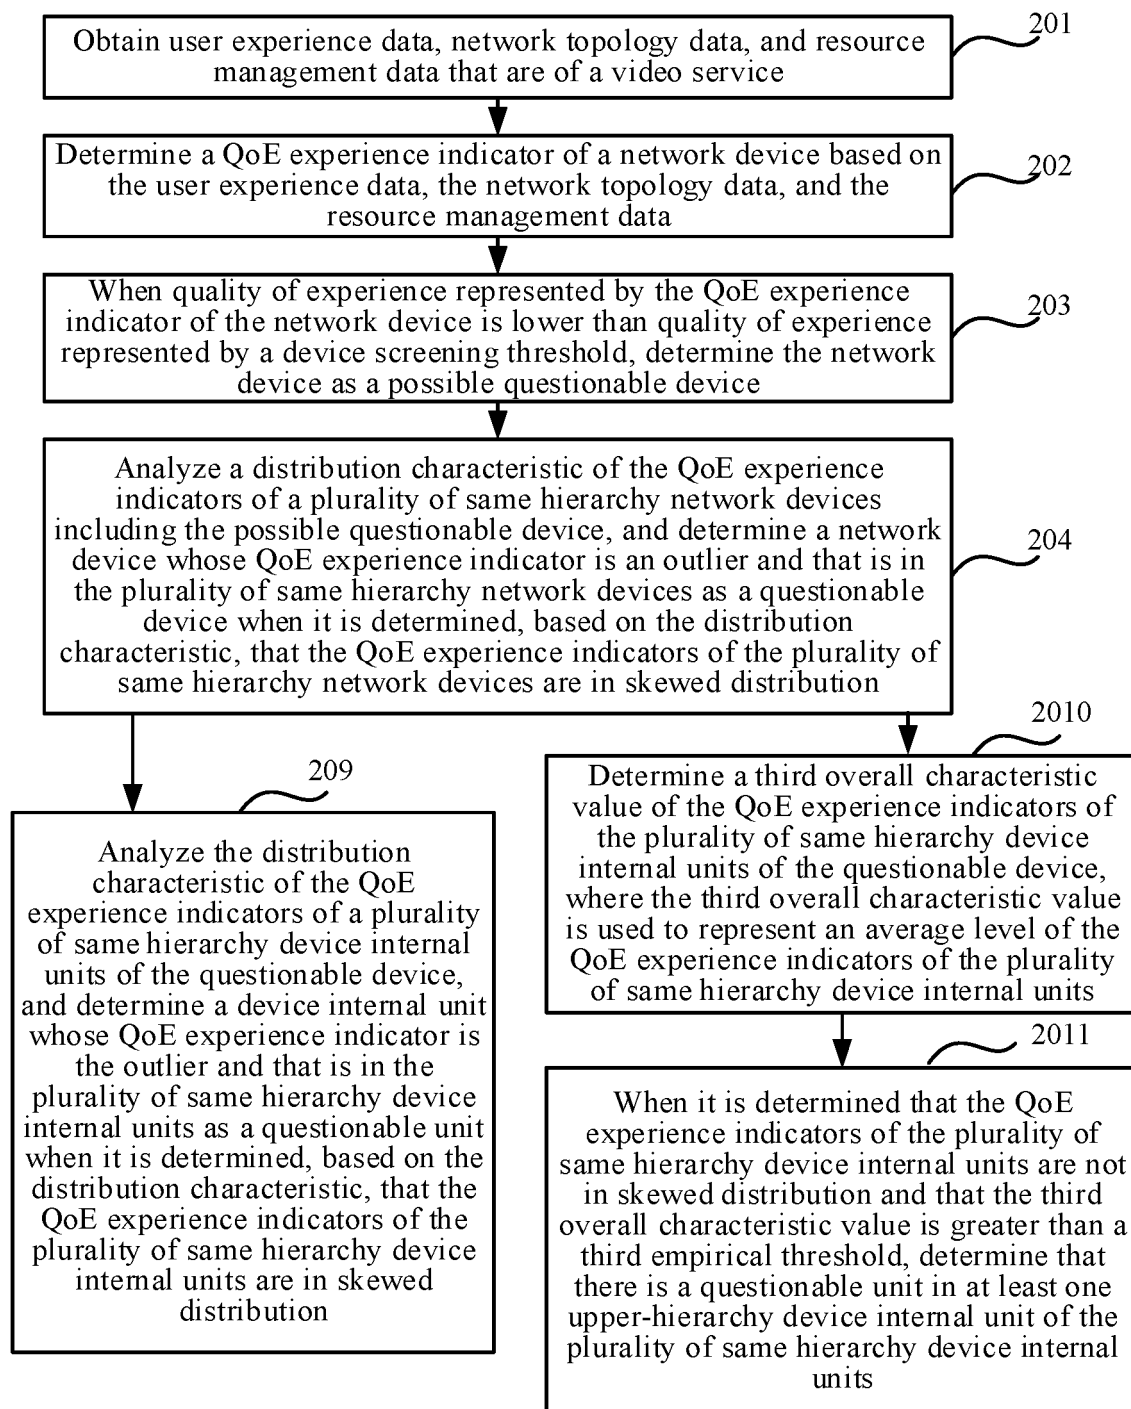 201
Obtain user experience data, network topology data, and resource
management data that are of a video service
202
Determine a QoE experience indicator of a network device based on
the user experience data, the network topology data, and the
resource management data
203
When quality of experience represented by the QoE experience
indicator of the network device is lower than quality of experience
represented by a device screening threshold, determine the network
device as a possible questionable device
204
Analyze a distribution characteristic of the QoE experience
indicators of a plurality of same hierarchy network devices
including the possible questionable device, and determine a network
device whose QoE experience indicator is an outlier and that is in
the plurality of same hierarchy network devices as a questionable
device when it is determined, based on the distribution
characteristic, that the QoE experience indicators of the plurality of
same hierarchy network devices are in skewed distribution
209
Analyze the distribution
characteristic of the QoE
experience indicators of a plurality
of same hierarchy device internal
units of the questionable device,
and determine a device internal unit
whose QoE experience indicator is
the outlier and that is in the
plurality of same hierarchy device
internal units as a questionable unit
when it is determined, based on the
distribution characteristic, that the
QoE experience indicators of the
plurality of same hierarchy device
internal units are in skewed
distribution
2010
Determine a third overall characteristic
value of the QoE experience indicators of
the plurality of same hierarchy device
internal units of the questionable device,
where the third overall characteristic value
is used to represent an average level of the
QoE experience indicators of the plurality
of same hierarchy device internal units
2011
When it is determined that the QoE
experience indicators of the plurality of
same hierarchy device internal units are not
in skewed distribution and that the third
overall characteristic value is greater than a
third empirical threshold, determine that
there is a questionable unit in at least one
upper-hierarchy device internal unit of the
plurality of same hierarchy device internal
units